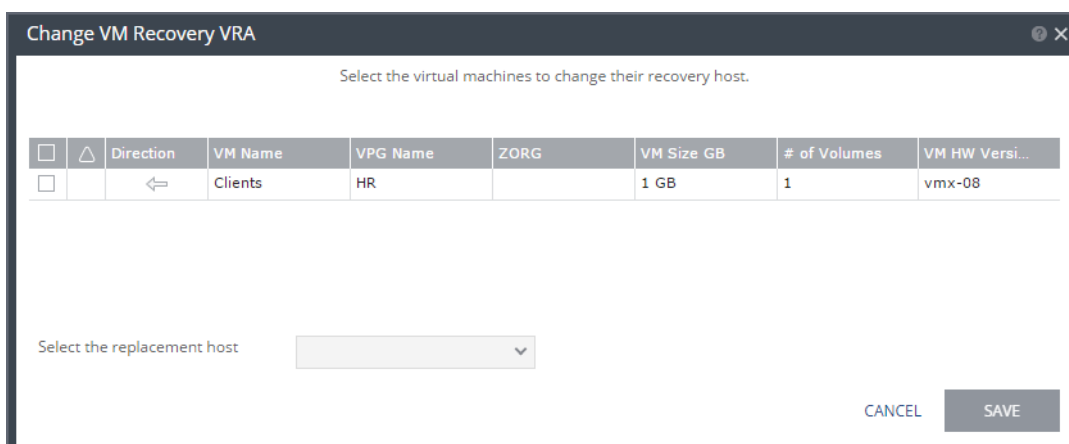 Change VM Recovery VRA
Select the virtual machines to change their recovery host.
Direction VM Name VPG Name ZORG VM Size GB # of Volumes VM HW Versi...
Clients HR 1 GB 1 vmx-08
Select the replacement host
CANCEL SAVE